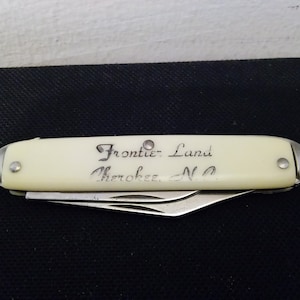 Frontier Land
Cherokee, N.C.